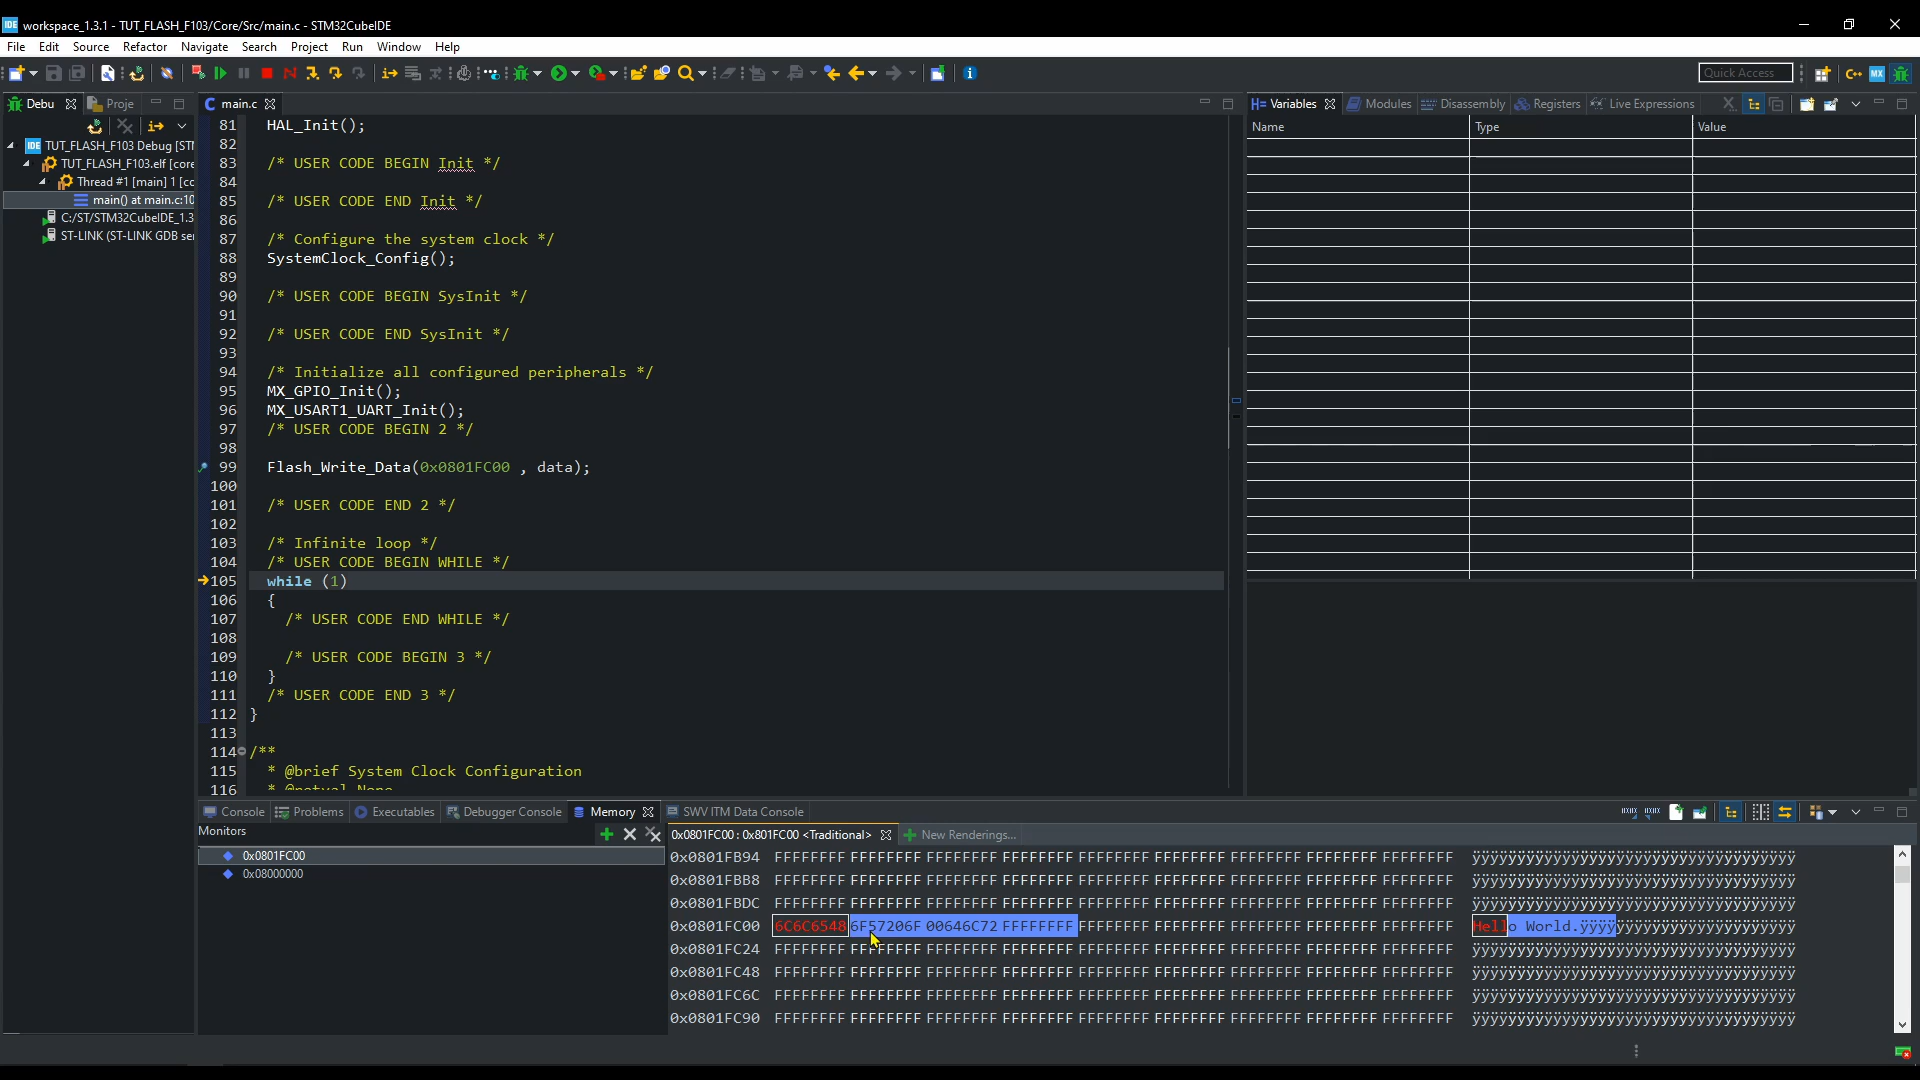 workspace_1.3.1 - TUT_FLASH_F103/Core/Src/main.c - STM32CubeIDE
File Edit Source Refactor Navigate Search Project Run Window Help
Quick Access
Debu Proje
main.c
Variables Modules Disassembly Registers Live Expressions
Name Type Value
TUT_FLASH_F103 Debug [STI
TUT_FLASH_F103.elf [core
Thread #1 [main] 1 [co
main() at main.c:10
C:/ST/STM32CubeIDE_1.3
ST-LINK (ST-LINK GDB se
81 HAL_Init();
82
83 /* USER CODE BEGIN Init */
84
85 /* USER CODE END Init */
86
87 /* Configure the system clock */
88 SystemClock_Config();
89
90 /* USER CODE BEGIN SysInit */
91
92 /* USER CODE END SysInit */
93
94 /* Initialize all configured peripherals */
95 MX_GPIO_Init();
96 MX_USART1_UART_Init();
97 /* USER CODE BEGIN 2 */
98
99 Flash_Write_Data(0x0801FC00 , data);
100
101 /* USER CODE END 2 */
102
103 /* Infinite loop */
104 /* USER CODE BEGIN WHILE */
105 while (1)
106 {
107 /* USER CODE END WHILE */
108
109 /* USER CODE BEGIN 3 */
110 }
111 /* USER CODE END 3 */
112 }
113
114 /**
115 * @brief System Clock Configuration
116 * @retval None
Console Problems Executables Debugger Console Memory SWV ITM Data Console
Monitors
0x0801FC00
0x08000000
0x0801FC00 : 0x801FC00 <Traditional> New Renderings...
0x0801FB94 FFFFFFFF FFFFFFFF FFFFFFFF FFFFFFFF FFFFFFFF FFFFFFFF FFFFFFFF FFFFFFFF FFFFFFFF ÿÿÿÿÿÿÿÿÿÿÿÿÿÿÿÿÿÿÿÿÿÿÿÿÿÿÿÿÿÿÿÿÿÿÿÿ
0x0801FBB8 FFFFFFFF FFFFFFFF FFFFFFFF FFFFFFFF FFFFFFFF FFFFFFFF FFFFFFFF FFFFFFFF FFFFFFFF ÿÿÿÿÿÿÿÿÿÿÿÿÿÿÿÿÿÿÿÿÿÿÿÿÿÿÿÿÿÿÿÿÿÿÿÿ
0x0801FBDC FFFFFFFF FFFFFFFF FFFFFFFF FFFFFFFF FFFFFFFF FFFFFFFF FFFFFFFF FFFFFFFF FFFFFFFF ÿÿÿÿÿÿÿÿÿÿÿÿÿÿÿÿÿÿÿÿÿÿÿÿÿÿÿÿÿÿÿÿÿÿÿÿ
0x0801FC00 6C6C6548 6F57206F 00646C72 FFFFFFFF FFFFFFFF FFFFFFFF FFFFFFFF FFFFFFFF FFFFFFFF Hello World.ÿÿÿÿÿÿÿÿÿÿÿÿÿÿÿÿÿÿÿÿÿÿÿÿ
0x0801FC24 FFFFFFFF FFFFFFFF FFFFFFFF FFFFFFFF FFFFFFFF FFFFFFFF FFFFFFFF FFFFFFFF FFFFFFFF ÿÿÿÿÿÿÿÿÿÿÿÿÿÿÿÿÿÿÿÿÿÿÿÿÿÿÿÿÿÿÿÿÿÿÿÿ
0x0801FC48 FFFFFFFF FFFFFFFF FFFFFFFF FFFFFFFF FFFFFFFF FFFFFFFF FFFFFFFF FFFFFFFF FFFFFFFF ÿÿÿÿÿÿÿÿÿÿÿÿÿÿÿÿÿÿÿÿÿÿÿÿÿÿÿÿÿÿÿÿÿÿÿÿ
0x0801FC6C FFFFFFFF FFFFFFFF FFFFFFFF FFFFFFFF FFFFFFFF FFFFFFFF FFFFFFFF FFFFFFFF FFFFFFFF ÿÿÿÿÿÿÿÿÿÿÿÿÿÿÿÿÿÿÿÿÿÿÿÿÿÿÿÿÿÿÿÿÿÿÿÿ
0x0801FC90 FFFFFFFF FFFFFFFF FFFFFFFF FFFFFFFF FFFFFFFF FFFFFFFF FFFFFFFF FFFFFFFF FFFFFFFF ÿÿÿÿÿÿÿÿÿÿÿÿÿÿÿÿÿÿÿÿÿÿÿÿÿÿÿÿÿÿÿÿÿÿÿÿ